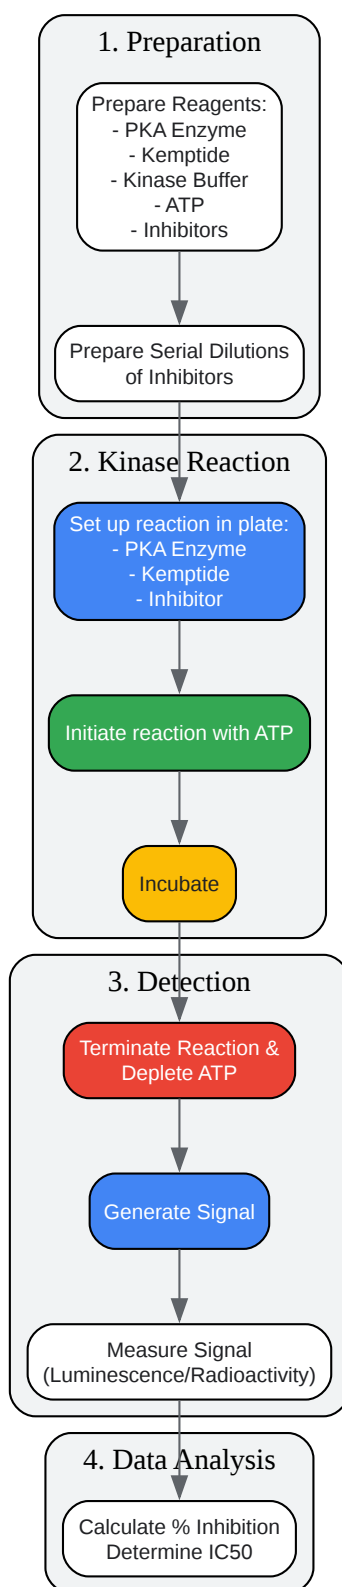 1. Preparation
Prepare Reagents:
- PKA Enzyme
- Kemptide
- Kinase Buffer
- ATP
- Inhibitors
Prepare Serial Dilutions
of Inhibitors
2. Kinase Reaction
Set up reaction in plate:
- PKA Enzyme
- Kemptide
- Inhibitor
Initiate reaction with ATP
Incubate
3. Detection
Terminate Reaction &
Deplete ATP
Generate Signal
Measure Signal
(Luminescence/Radioactivity)
4. Data Analysis
Calculate % Inhibition
Determine IC50